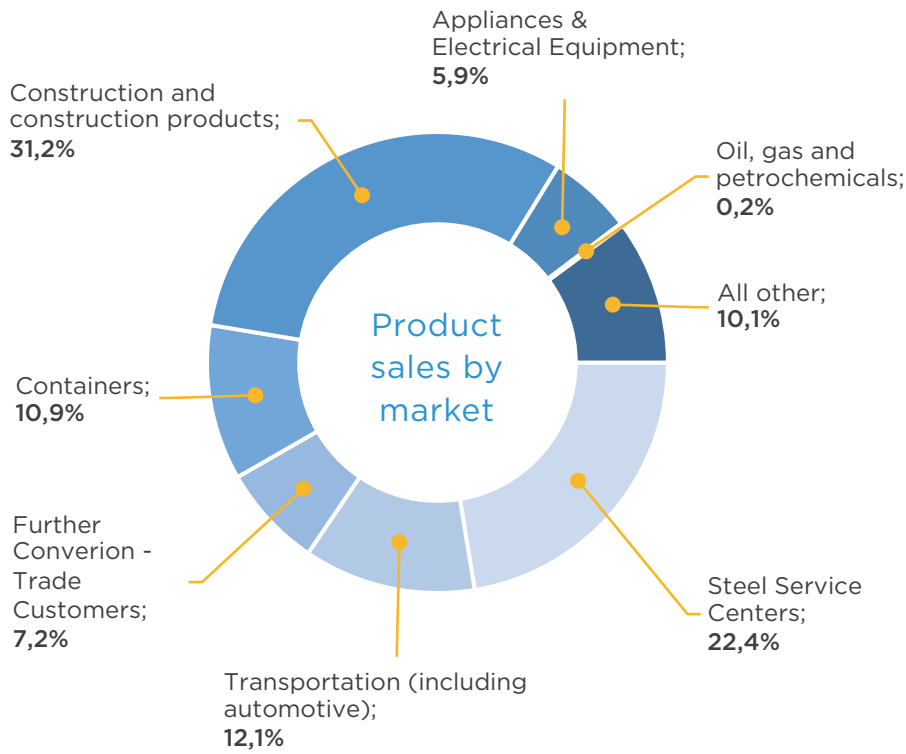 Appliances &
Electrical Equipment;
5,9%
Construction and
construction products;
31,2%
Oil, gas and
petrochemicals;
0,2%
All other;
10,1%
Product
sales by
market
Containers;
10,9%
Further
Converion -
Trade
Customers;
7,2%
Steel Service
Centers;
22,4%
Transportation (including
automotive);
12,1%